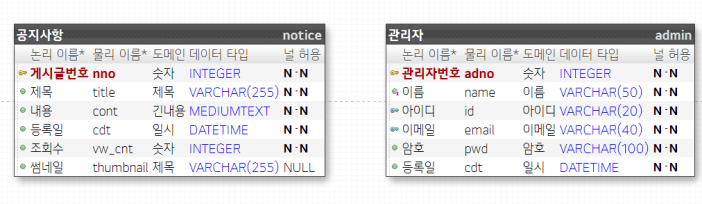 공지사항 notice
논리 이름* 물리 이름* 도메인 데이터 타입 널 허용
게시글번호 nno 숫자 INTEGER N-N
제목 title 제목 VARCHAR(255) N-N
내용 cont 긴내용 MEDIUMTEXT N-N
등록일 cdt 일시 DATETIME N-N
조회수 vw_cnt 숫자 INTEGER N-N
썸네일 thumbnail 제목 VARCHAR(255) NULL
관리자 admin
논리 이름* 물리 이름* 도메인 데이터 타입 널 허용
관리자번호 adno 숫자 INTEGER N-N
이름 name 이름 VARCHAR(50) N-N
아이디 id 아이디 VARCHAR(20) N-N
이메일 email 이메일 VARCHAR(40) N-N
암호 pwd 암호 VARCHAR(100) N-N
등록일 cdt 일시 DATETIME N-N